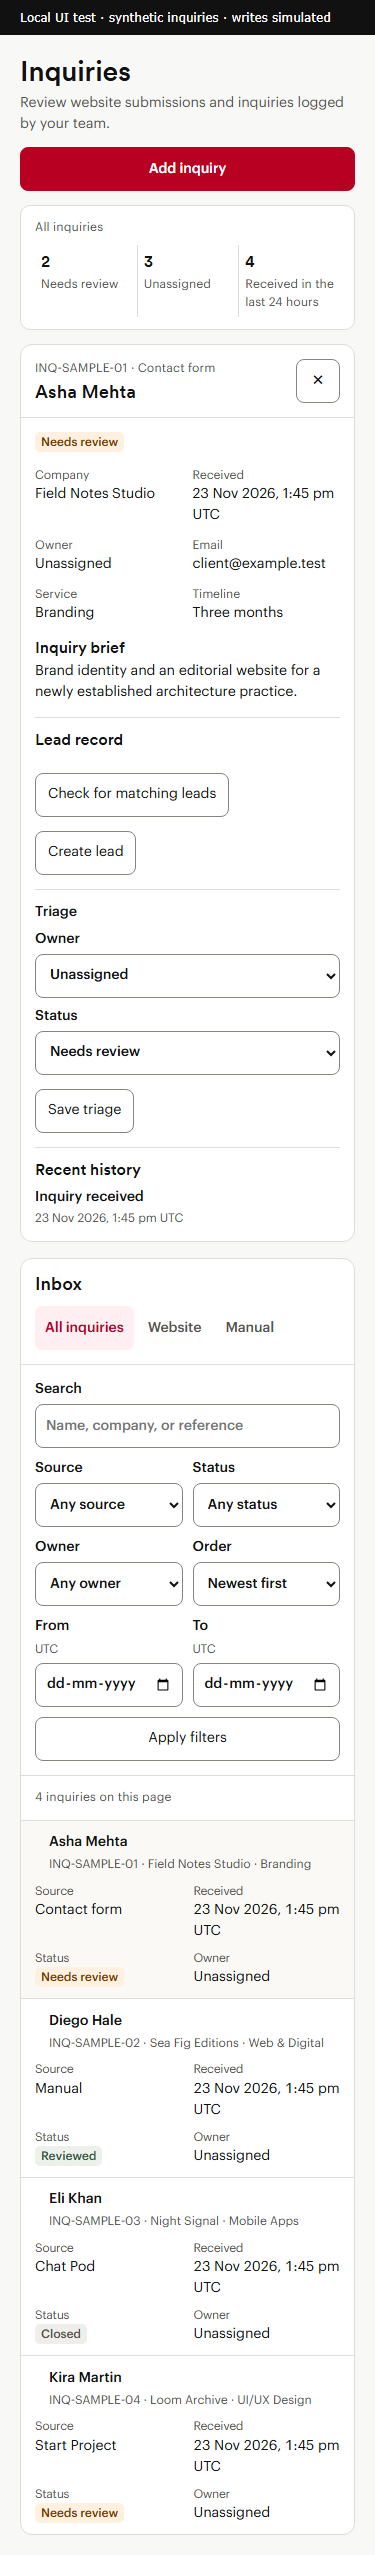 Local UI test · synthetic inquiries · writes simulated
Inquiries
Review website submissions and inquiries logged
by your team.
Add inquiry
All inquiries
2
Needs review
3
Unassigned
4
Received in the
last 24 hours
INQ-SAMPLE-01 · Contact form
Asha Mehta
×
Needs review
Company
Field Notes Studio
Received
23 Nov 2026, 1:45 pm
UTC
Owner
Unassigned
Email
client@example.test
Service
Branding
Timeline
Three months
Inquiry brief
Brand identity and an editorial website for a
newly established architecture practice.
Lead record
Check for matching leads
Create lead
Triage
Owner
Unassigned
Status
Needs review
Save triage
Recent history
Inquiry received
23 Nov 2026, 1:45 pm UTC
Inbox
All inquiries
Website
Manual
Search
Name, company, or reference
Source
Any source
Status
Any status
Owner
Any owner
Order
Newest first
From
UTC
dd-mm-yyyy
To
UTC
dd-mm-yyyy
Apply filters
4 inquiries on this page
Asha Mehta
INQ-SAMPLE-01 · Field Notes Studio · Branding
Source
Contact form
Received
23 Nov 2026, 1:45 pm
UTC
Status
Needs review
Owner
Unassigned
Diego Hale
INQ-SAMPLE-02 · Sea Fig Editions · Web & Digital
Source
Manual
Received
23 Nov 2026, 1:45 pm
UTC
Status
Reviewed
Owner
Unassigned
Eli Khan
INQ-SAMPLE-03 · Night Signal · Mobile Apps
Source
Chat Pod
Received
23 Nov 2026, 1:45 pm
UTC
Status
Closed
Owner
Unassigned
Kira Martin
INQ-SAMPLE-04 · Loom Archive · UI/UX Design
Source
Start Project
Received
23 Nov 2026, 1:45 pm
UTC
Status
Needs review
Owner
Unassigned